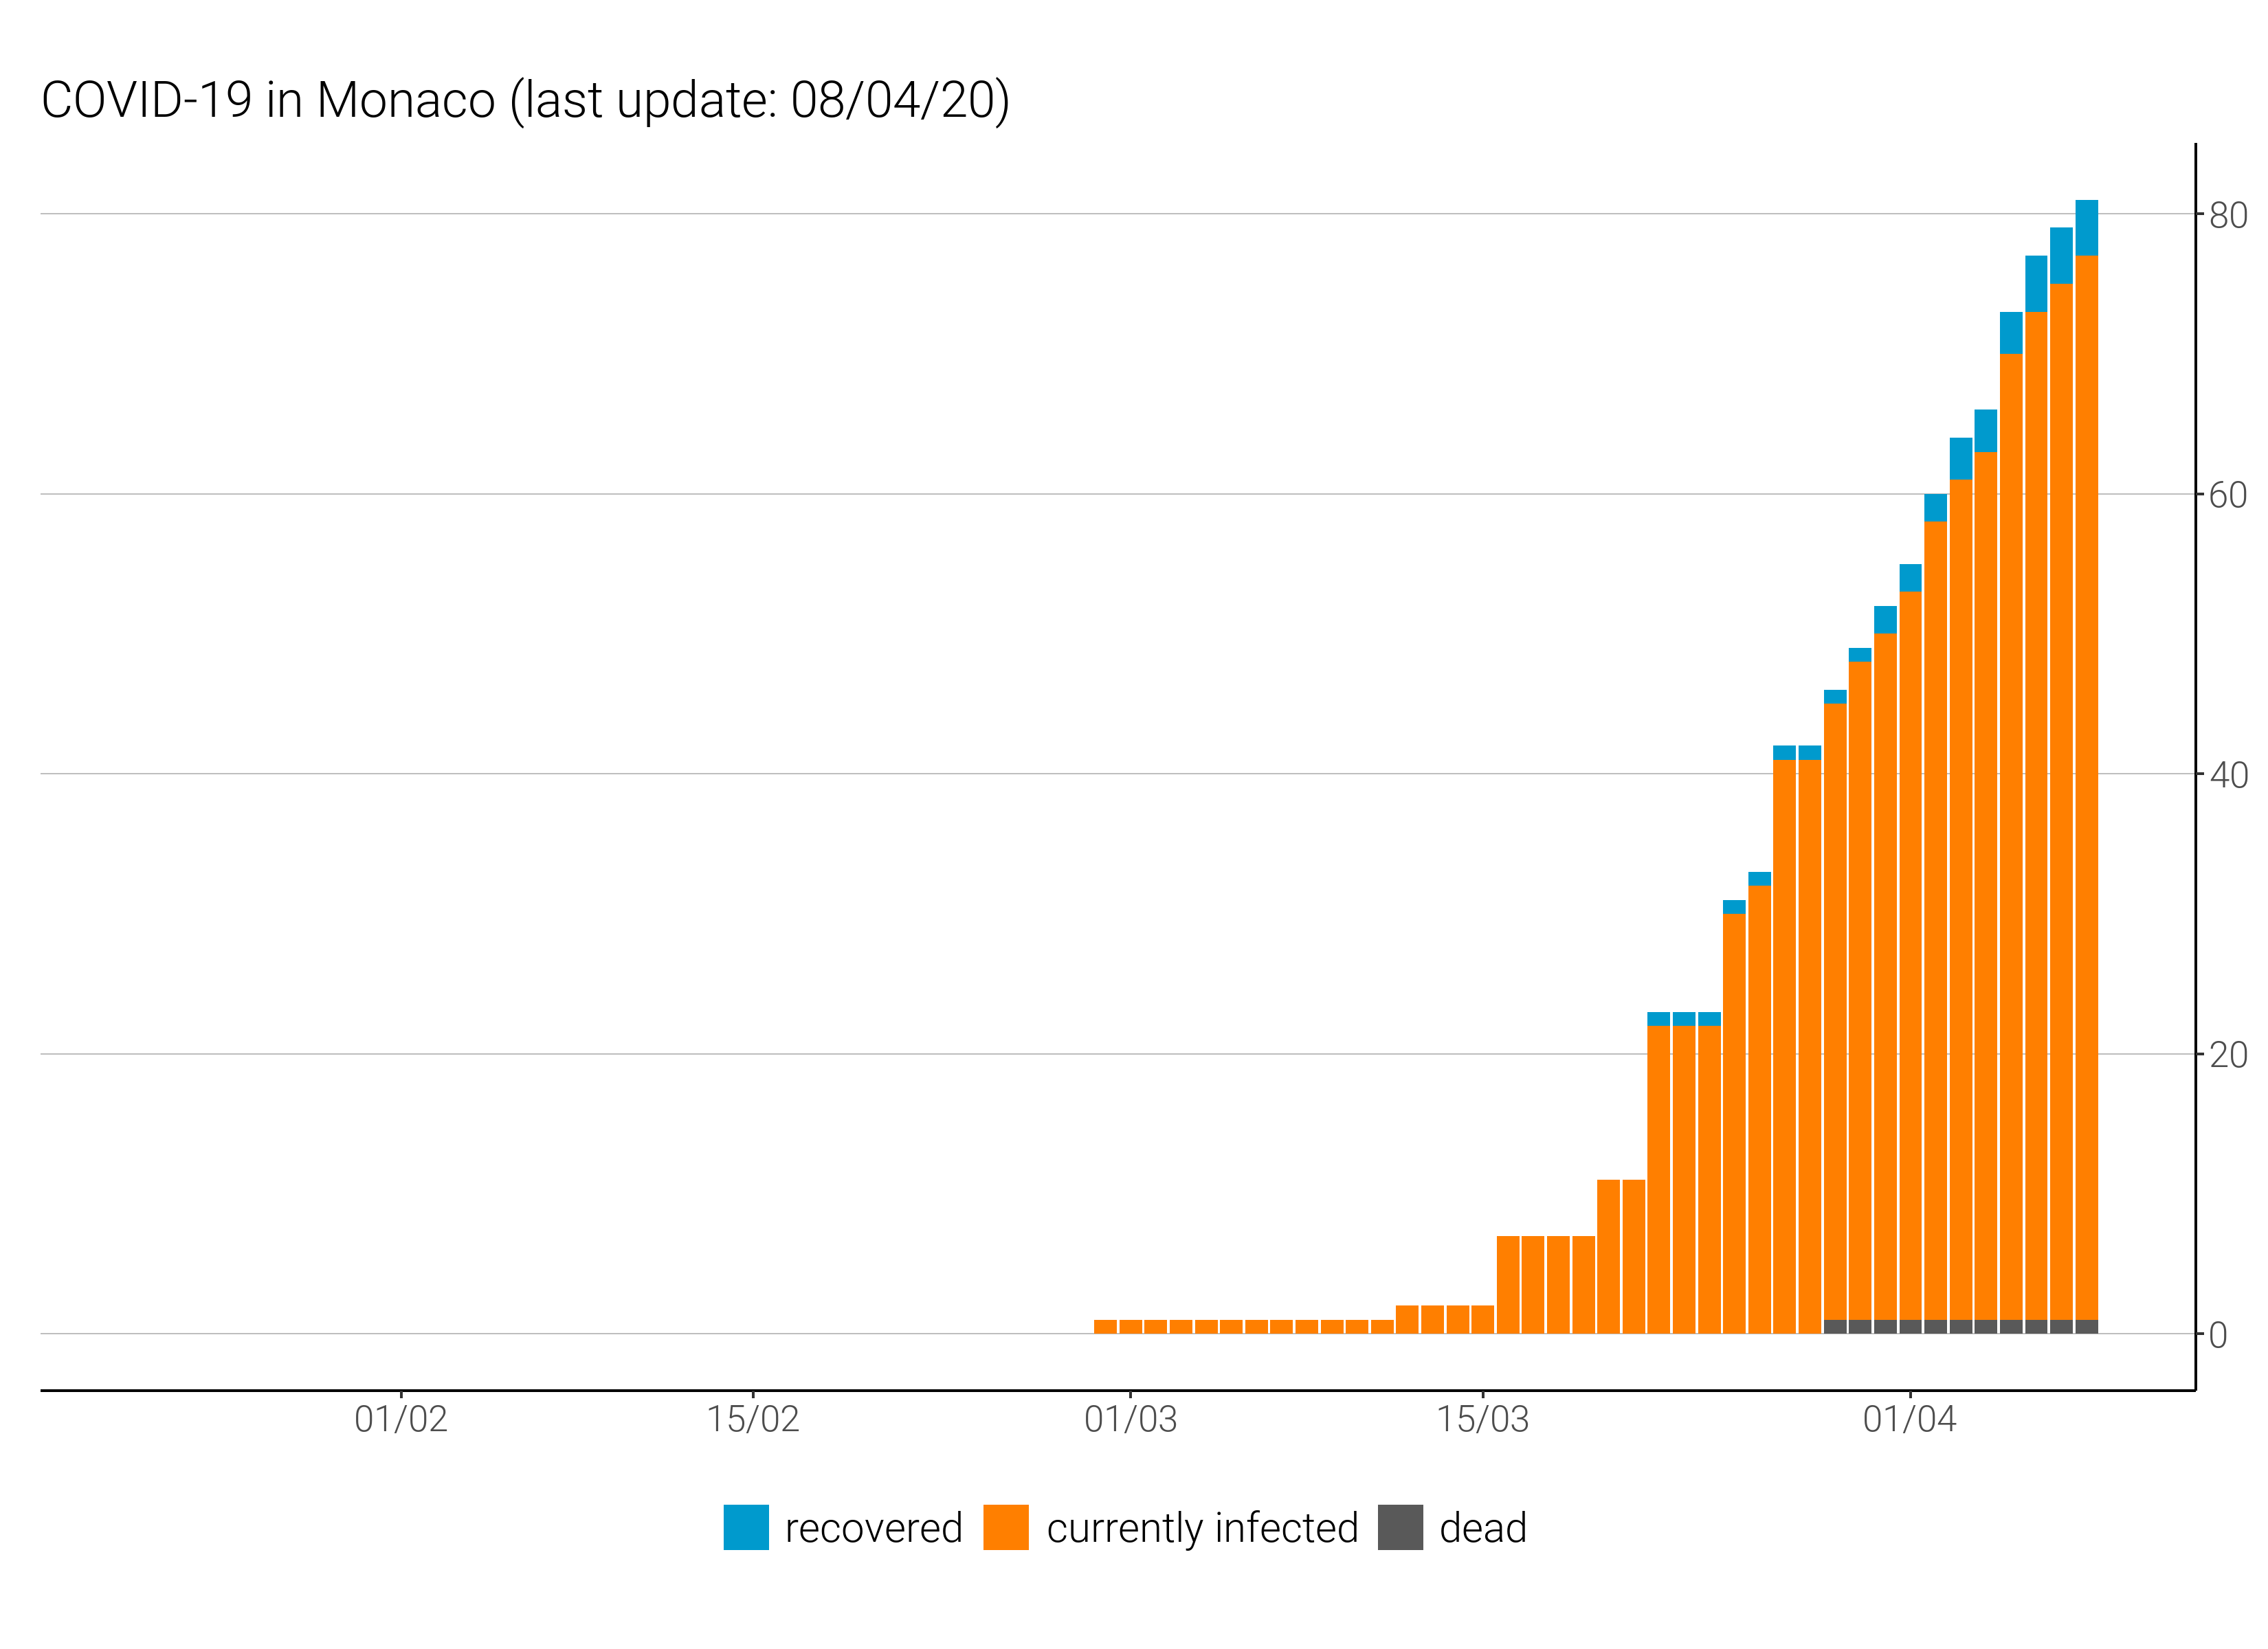 COVID-19 in Monaco (last update: 08/04/20)
80
60
40
20
0
01/02 15/02 01/03 15/03 01/04
recovered currently infected dead